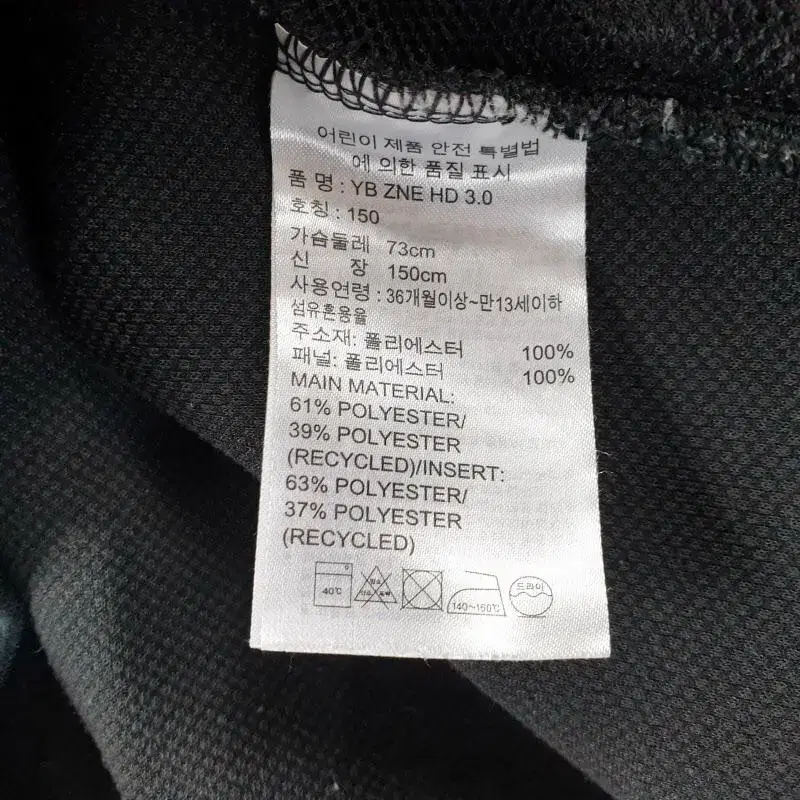 어린이 제품 안전 특별법
에 의한 품질 표시
품 명 : YB ZNE HD 3.0
호칭 : 150
가슴둘레 73cm
신 장 150cm
사용연령 : 36개월이상~만13세이하
섬유혼용율
주소재: 폴리에스터 100%
패널: 폴리에스터 100%
MAIN MATERIAL:
61% POLYESTER/
39% POLYESTER
(RECYCLED)/INSERT:
63% POLYESTER/
37% POLYESTER
(RECYCLED)
40℃ 140~160℃ 드라이